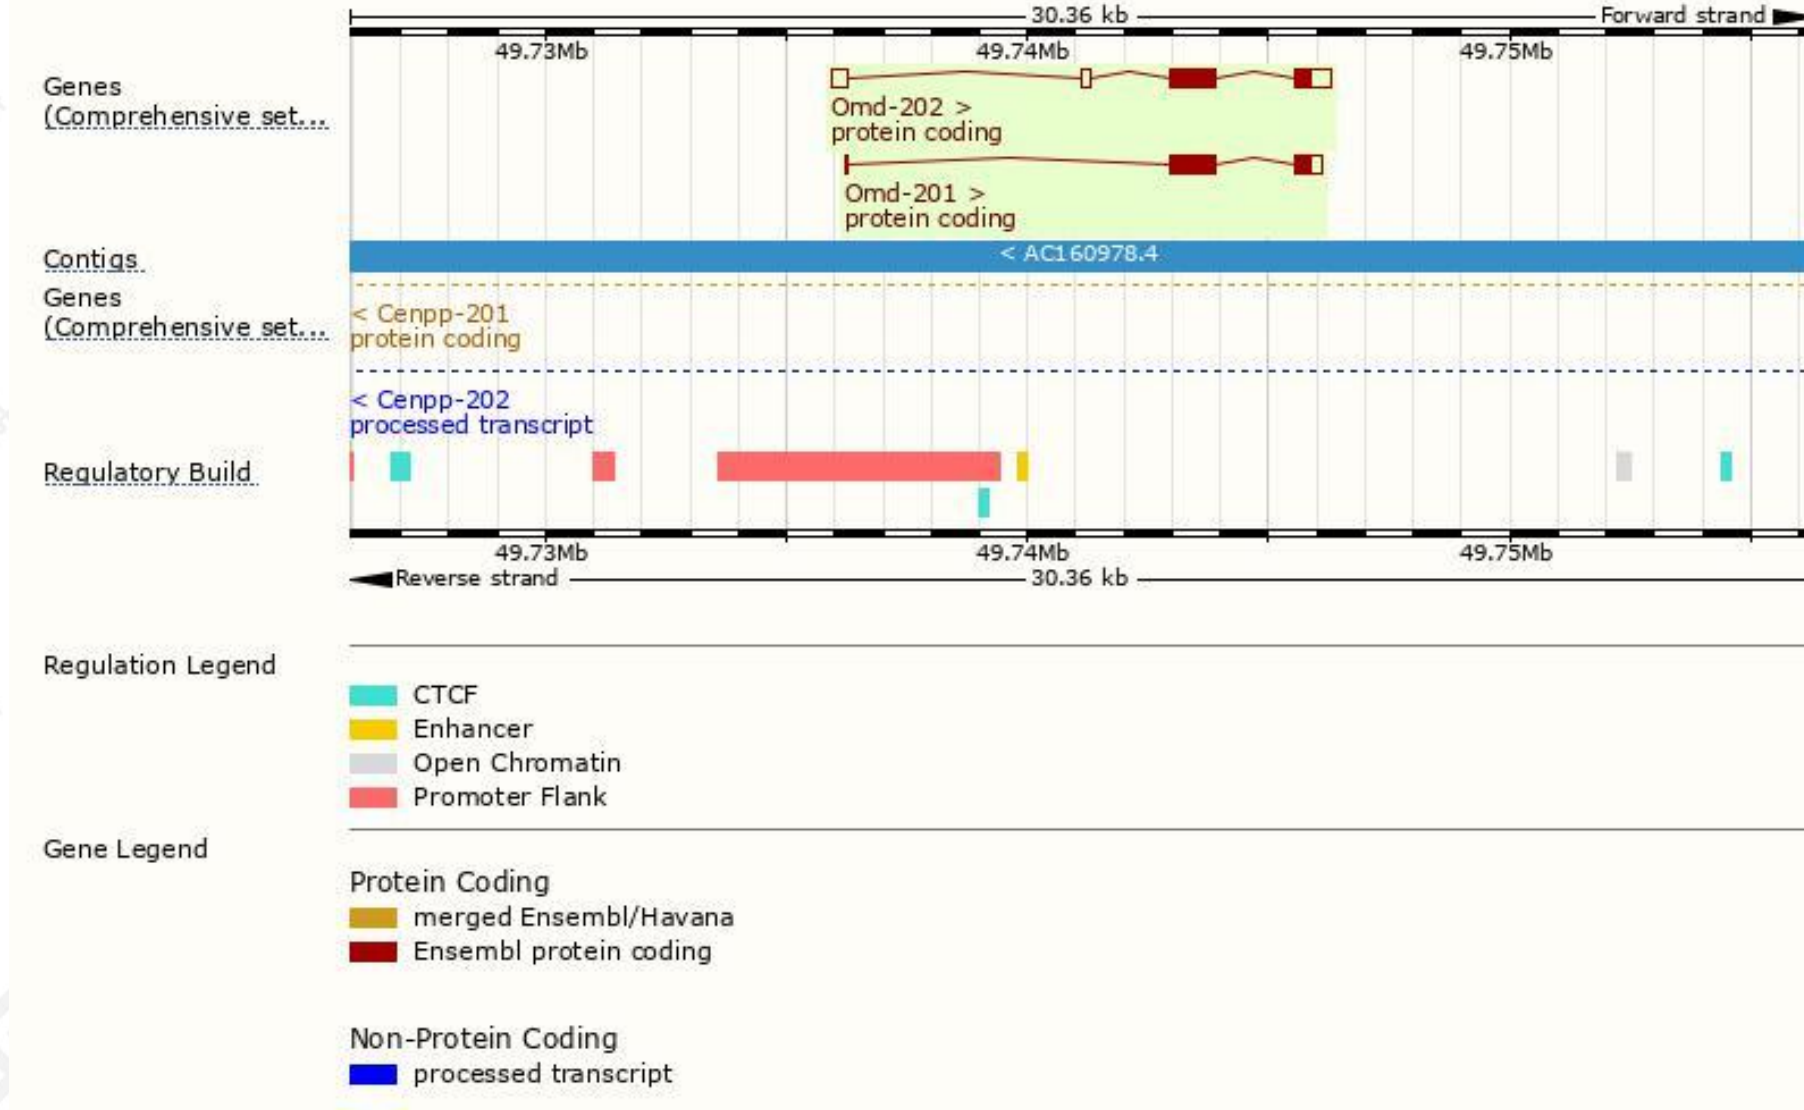 30.36 kb Forward strand
49.73Mb 49.74Mb 49.75Mb
Genes
(Comprehensive set...
Omd-202 >
protein coding
Omd-201 >
protein coding
Contigs
< AC160978.4
Genes
(Comprehensive set...
< Cenpp-201
protein coding
< Cenpp-202
processed transcript
Regulatory Build
49.73Mb 49.74Mb 49.75Mb
Reverse strand 30.36 kb
Regulation Legend
CTCF
Enhancer
Open Chromatin
Promoter Flank
Gene Legend
Protein Coding
merged Ensembl/Havana
Ensembl protein coding
Non-Protein Coding
processed transcript